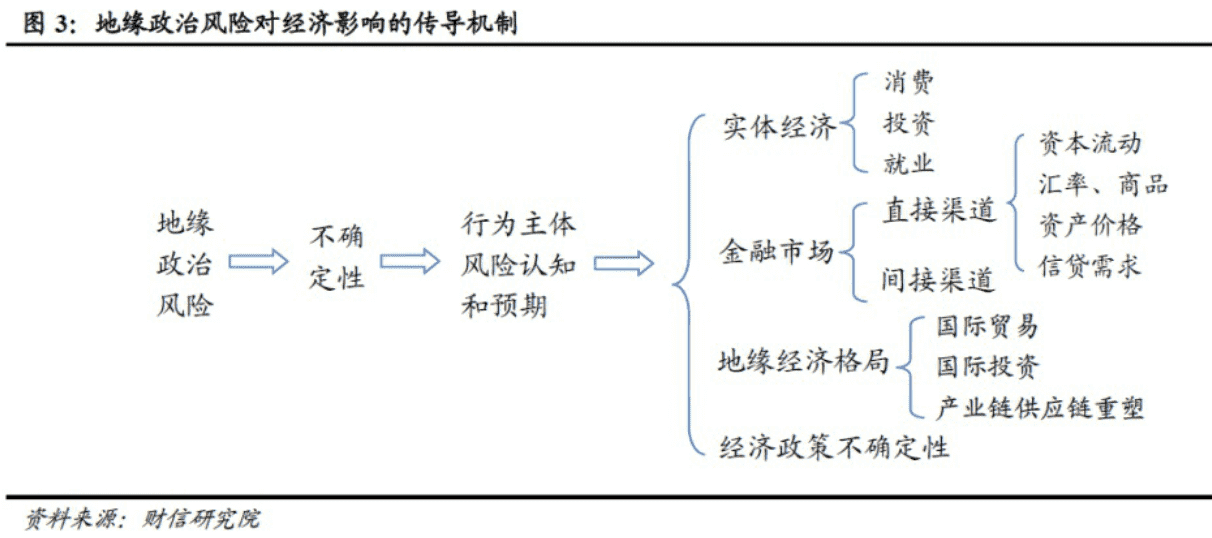 图 3：地缘政治风险对经济影响的传导机制
地缘
政治
风险
不确
定性
行为主体
风险认知
和预期
实体经济
消费
投资
就业
金融市场
直接渠道
资本流动
汇率、商品
资产价格
信贷需求
间接渠道
地缘经济格局
国际贸易
国际投资
产业链供应链重塑
经济政策不确定性
资料来源：财信研究院